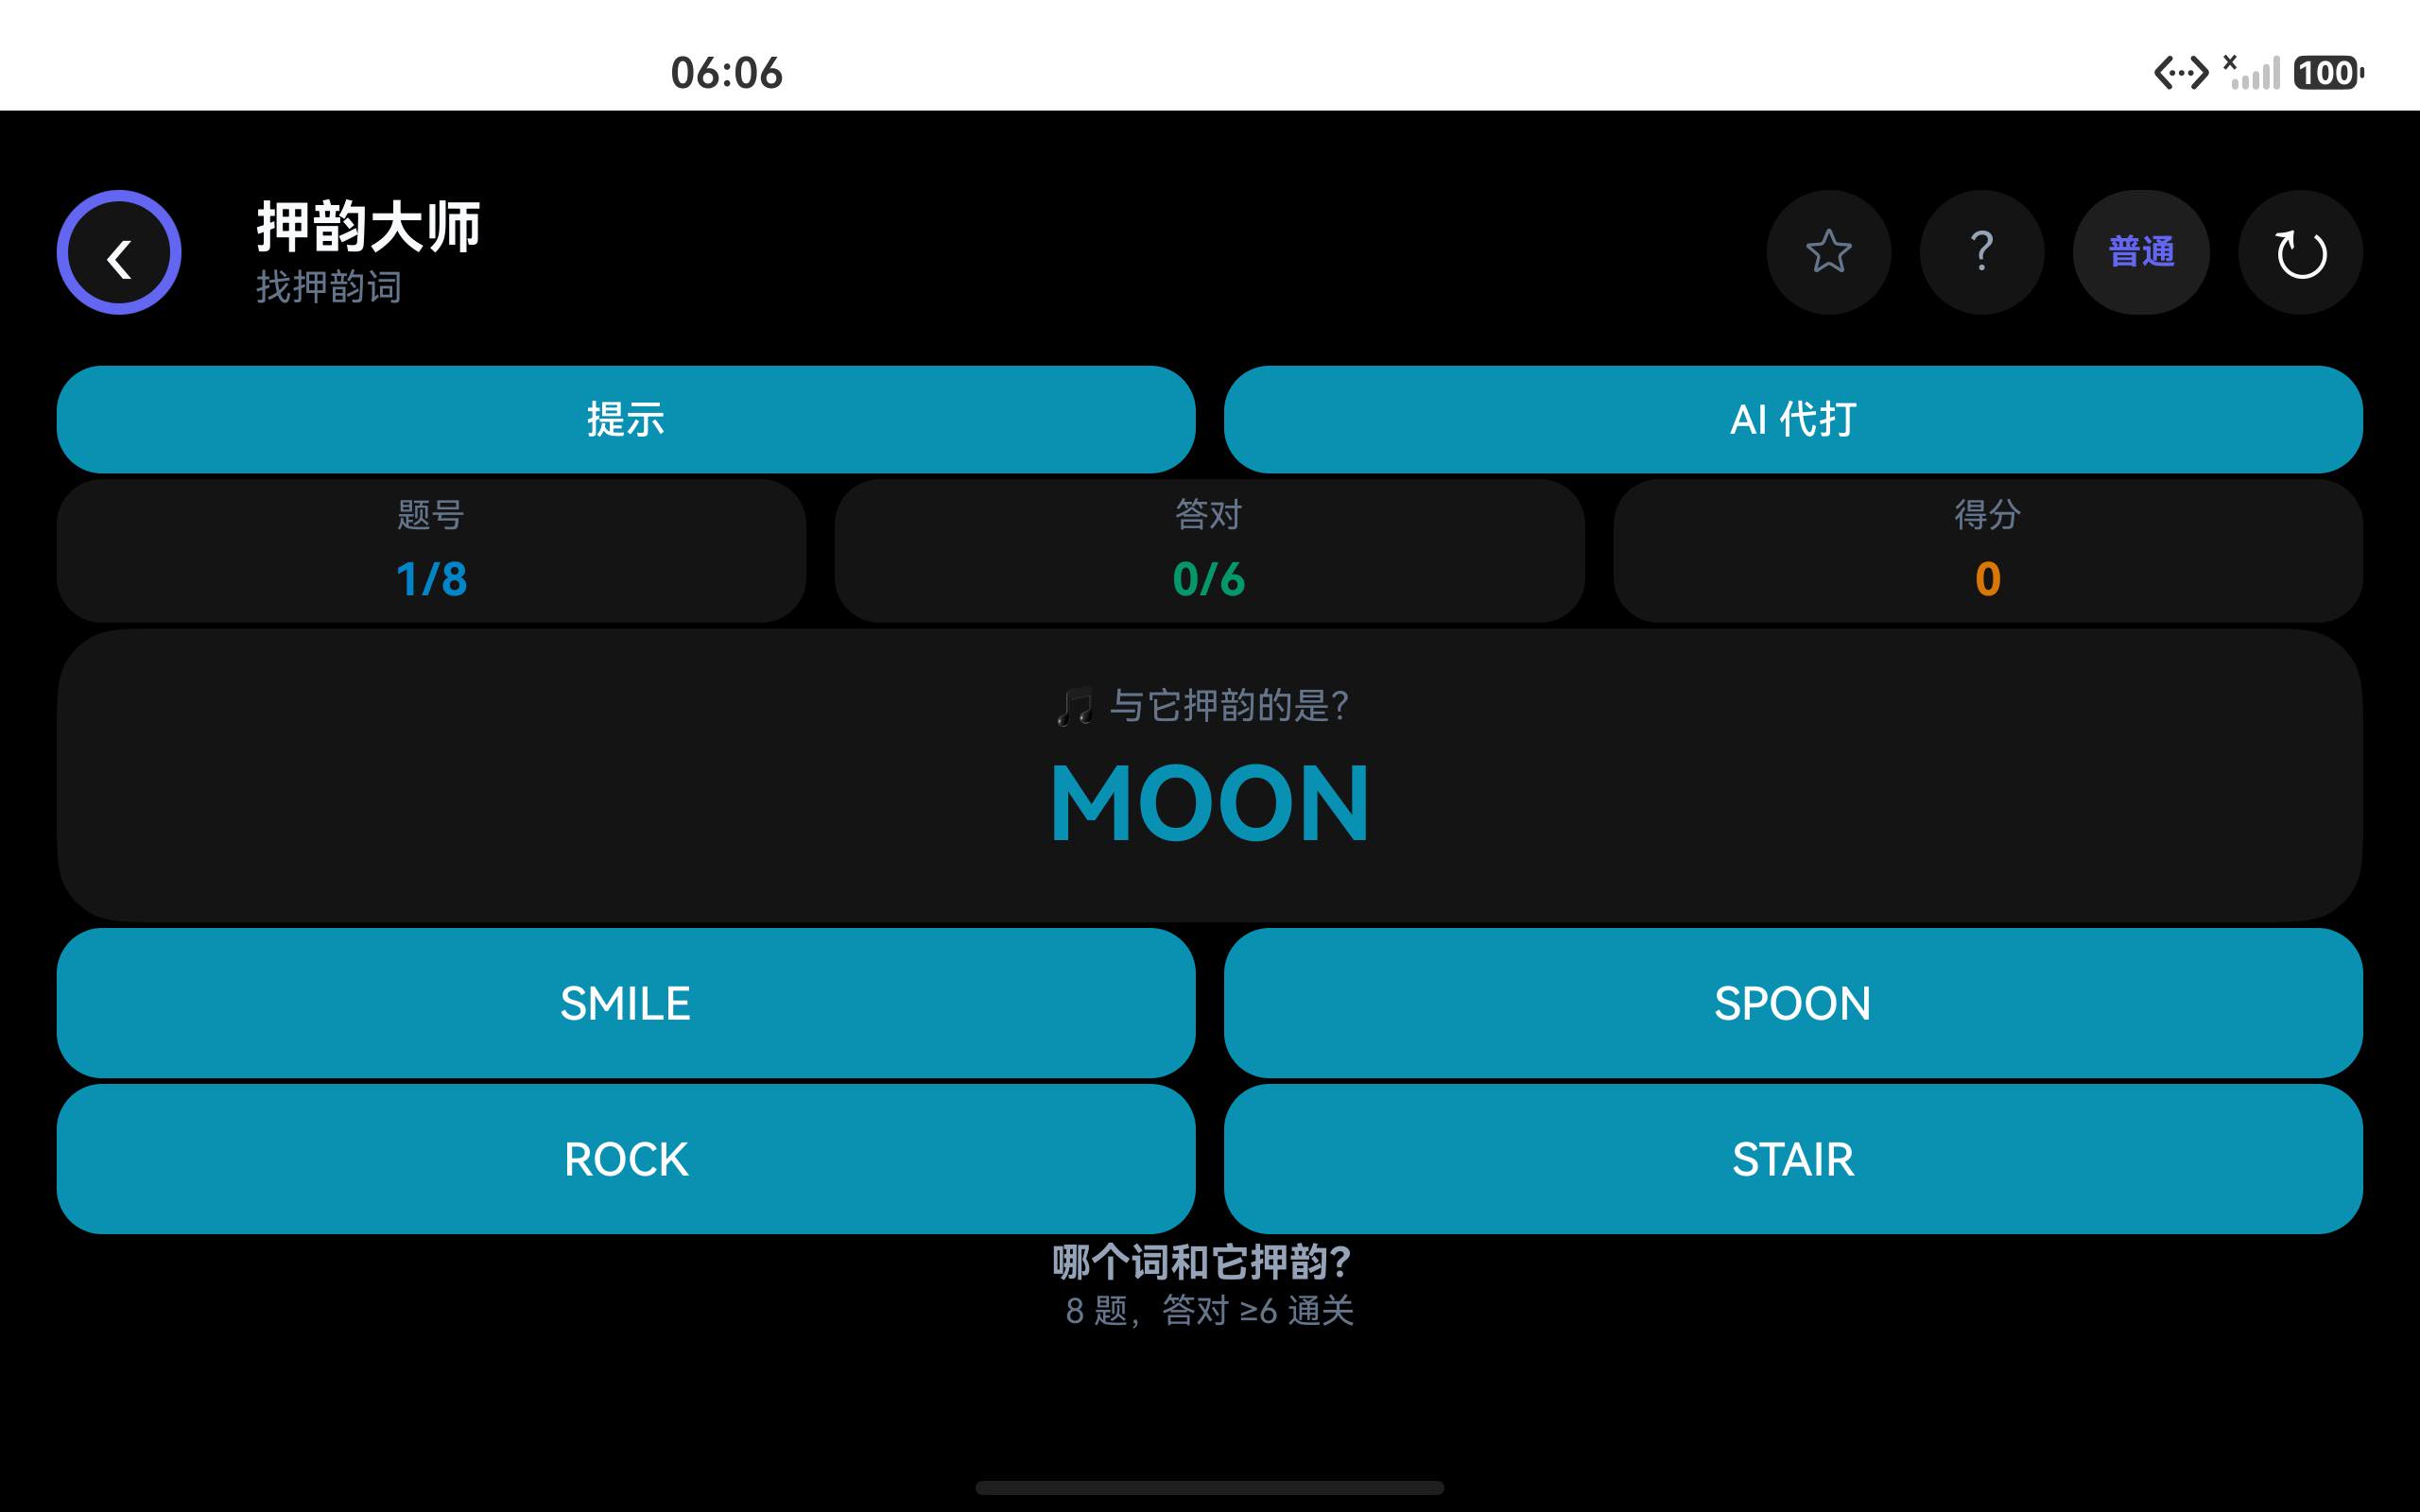 06:06
100
押韵大师
找押韵的词
?
普通
提示
AI 代打
题号
答对
得分
1/8
0/6
0
🎵 与它押韵的是？
MOON
SMILE
SPOON
ROCK
STAIR
哪个词和它押韵？
8 题，答对 ≥6 通关